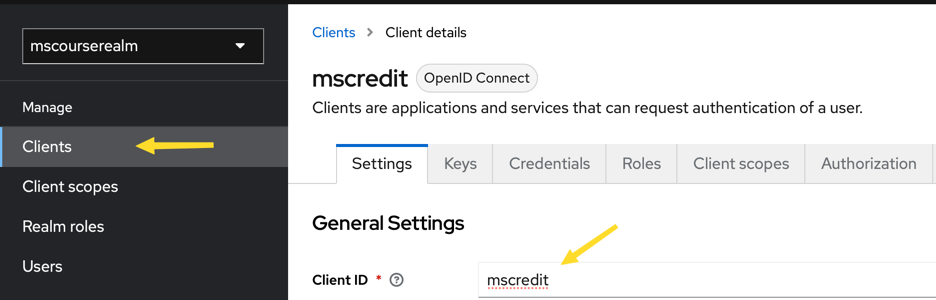 mscourserealm
Manage
Clients
Client scopes
Realm roles
Users
Clients > Client details
mscredit OpenID Connect
Clients are applications and services that can request authentication of a user.
Settings Keys Credentials Roles Client scopes Authorization
General Settings
Client ID * ?
mscredit